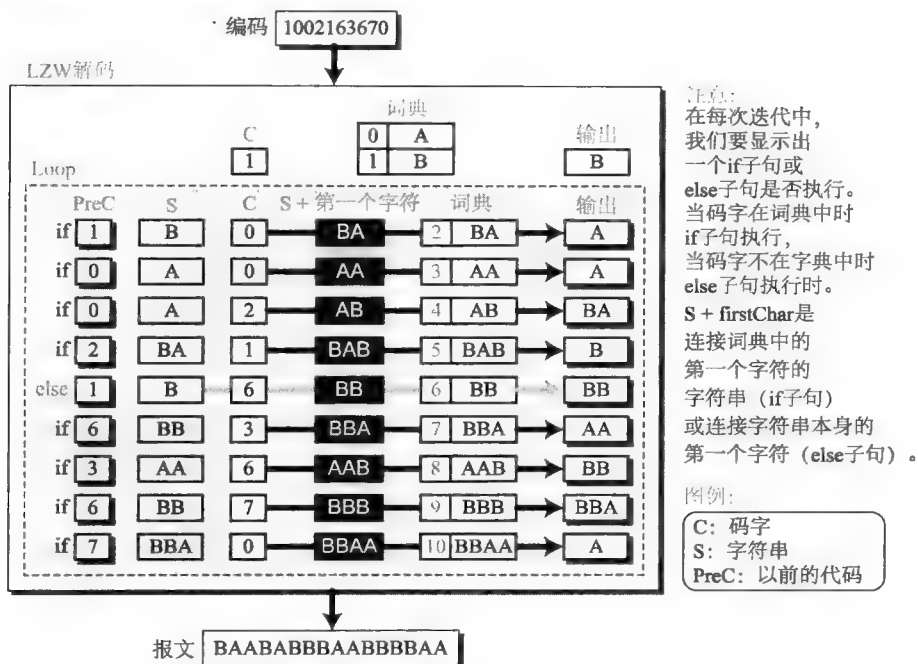 编码 1002163670
LZW解码
词典
C 0 A 输出
1 1 B B
Loop
PreC S C S + 第一个字符 词典 输出
if 1 B 0 BA 2 BA A
if 0 A 0 AA 3 AA A
if 0 A 2 AB 4 AB BA
if 2 BA 1 BAB 5 BAB B
else 1 B 6 BB 6 BB BB
if 6 BB 3 BBA 7 BBA AA
if 3 AA 6 AAB 8 AAB BB
if 6 BB 7 BBB 9 BBB BBA
if 7 BBA 0 BBAA 10 BBAA A
报文 BAABABBBAABBBBAA
注意:
在每次迭代中,
我们要显示出
一个if子句或
else子句是否执行。
当码字在词典中时
if子句执行,
当码字不在字典中时
else子句执行时。
S + firstChar是
连接词典中的
第一个字符的
字符串（if子句）
或连接字符串本身的
第一个字符（else子句）。
图例:
C: 码字
S: 字符串
PreC: 以前的代码